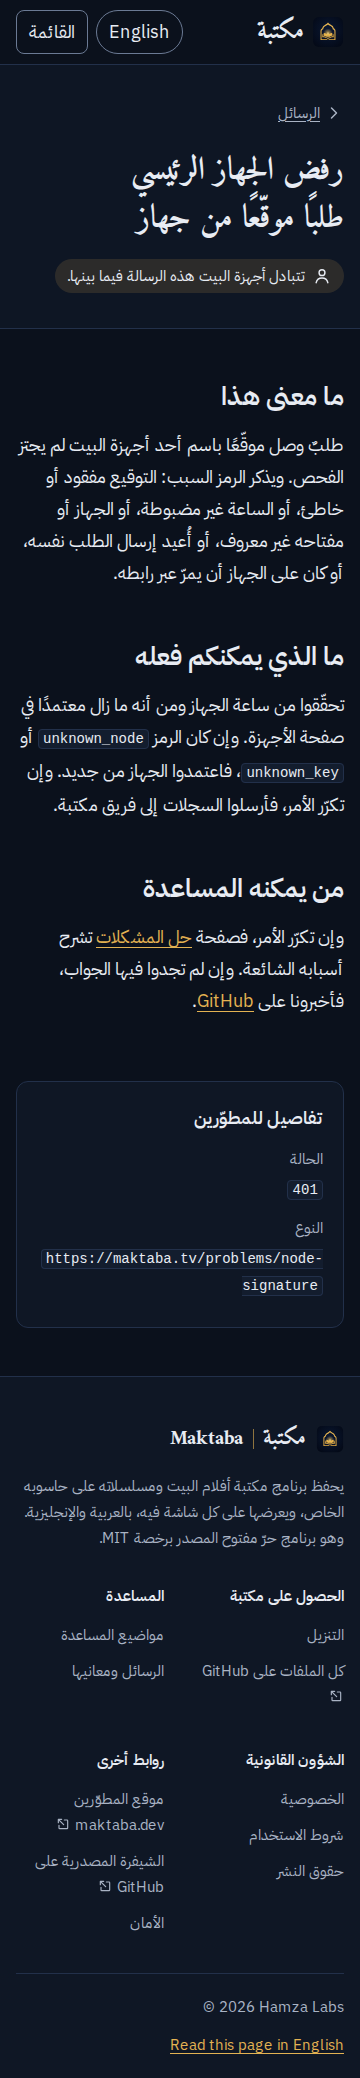 مكتبة
English
القائمة
الرسائل
رفض الجهاز الرئيسي
طلبًا موقّعًا من جهاز
تتبادل أجهزة البيت هذه الرسالة فيما بينها.
ما معنى هذا
طلبٌ وصل موقّعًا باسم أحد أجهزة البيت لم يجتز
الفحص. ويذكر الرمز السبب: التوقيع مفقود أو
خاطئ، أو الساعة غير مضبوطة، أو الجهاز أو
مفتاحه غير معروف، أو أُعيد إرسال الطلب نفسه،
أو كان على الجهاز أن يمرّ عبر رابطه.
ما الذي يمكنكم فعله
تحقّقوا من ساعة الجهاز ومن أنه ما زال معتمدًا في
صفحة الأجهزة. وإن كان الرمز unknown_node أو
unknown_key، فاعتمدوا الجهاز من جديد. وإن
تكرّر الأمر، فأرسلوا السجلات إلى فريق مكتبة.
من يمكنه المساعدة
وإن تكرّر الأمر، فصفحة حل المشكلات تشرح
أسبابه الشائعة. وإن لم تجدوا فيها الجواب،
فأخبرونا على GitHub.
تفاصيل للمطوّرين
الحالة
401
النوع
https://maktaba.tv/problems/node-
signature
مكتبة | Maktaba
يحفظ برنامج مكتبة أفلام البيت ومسلسلاته على حاسوبه
الخاص، ويعرضها على كل شاشة فيه، بالعربية والإنجليزية.
وهو برنامج حرّ مفتوح المصدر برخصة MIT.
الحصول على مكتبة
التنزيل
كل الملفات على GitHub
المساعدة
مواضيع المساعدة
الرسائل ومعانيها
الشؤون القانونية
الخصوصية
شروط الاستخدام
حقوق النشر
روابط أخرى
موقع المطوّرين
maktaba.dev
الشيفرة المصدرية على
GitHub
الأمان
© 2026 Hamza Labs
Read this page in English